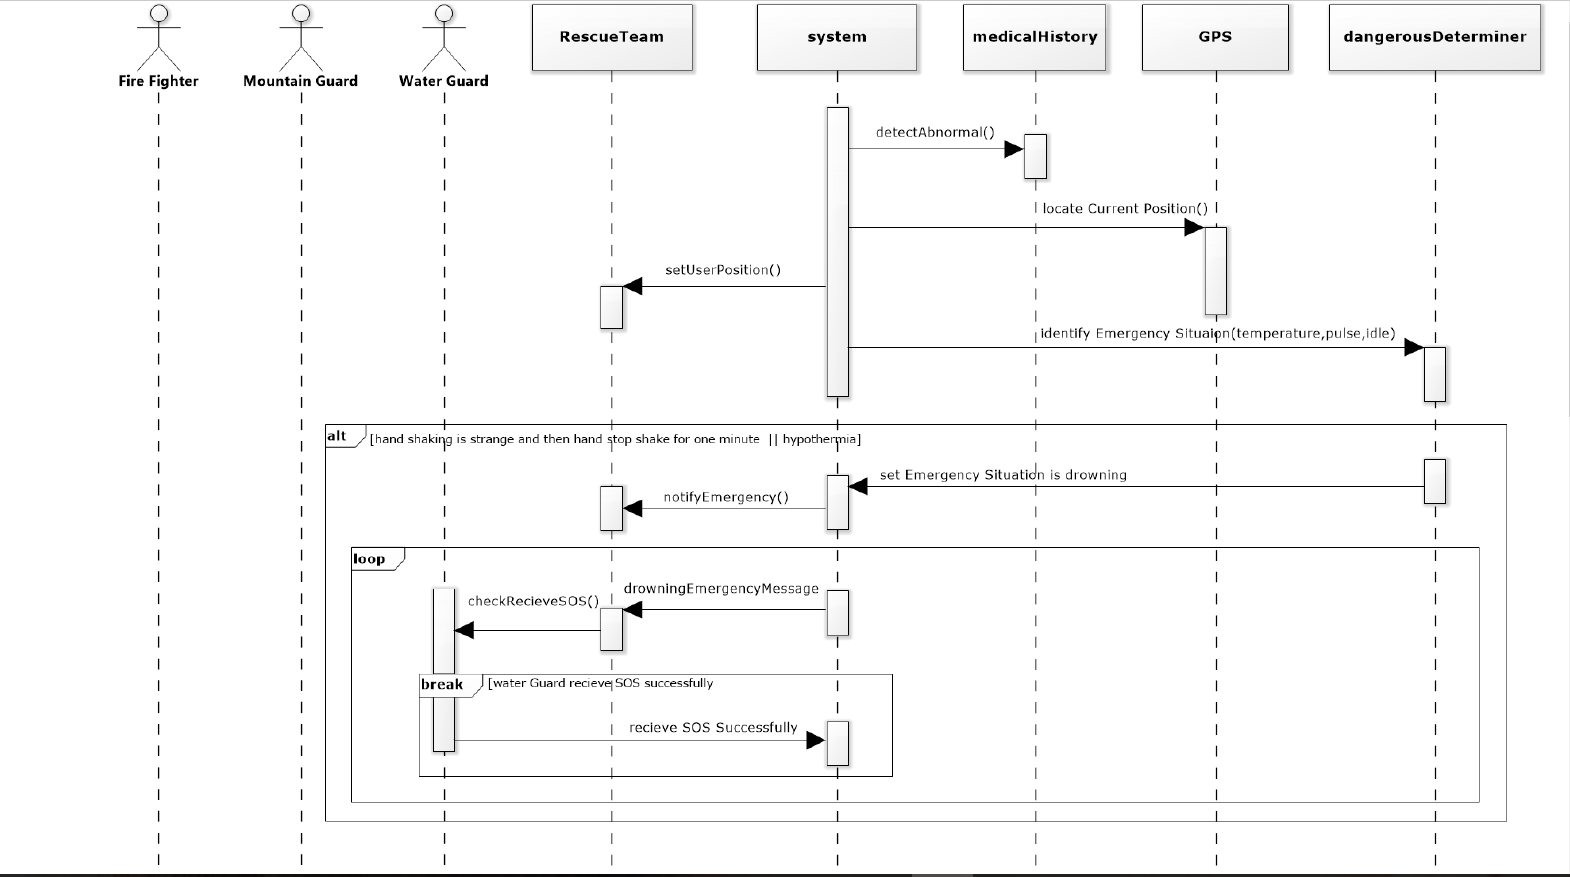 RescueTeam
system
medicalHistory
GPS
dangerousDeterminer
Fire Fighter
Mountain Guard
Water Guard
detectAbnormal()
locate Current Position()
setUserPosition()
identify Emergency Situaion(temperature,pulse,idle)
alt
[hand shaking is strange and then hand stop shake for one minute || hypothermia]
set Emergency Situation is drowning
notifyEmergency()
loop
drowningEmergencyMessage
checkRecieveSOS()
break
[water Guard recieve SOS successfully
recieve SOS Successfully